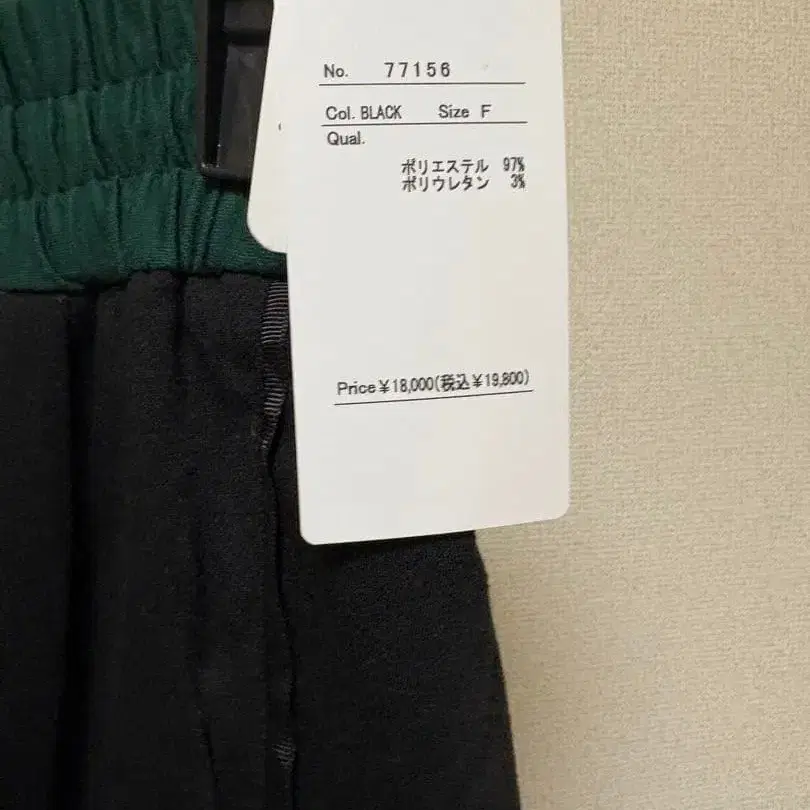 No. 77156
Col. BLACK Size F
Qual.
ポリエステル 97%
ポリウレタン 3%
Price ¥18,000(税込¥19,800)